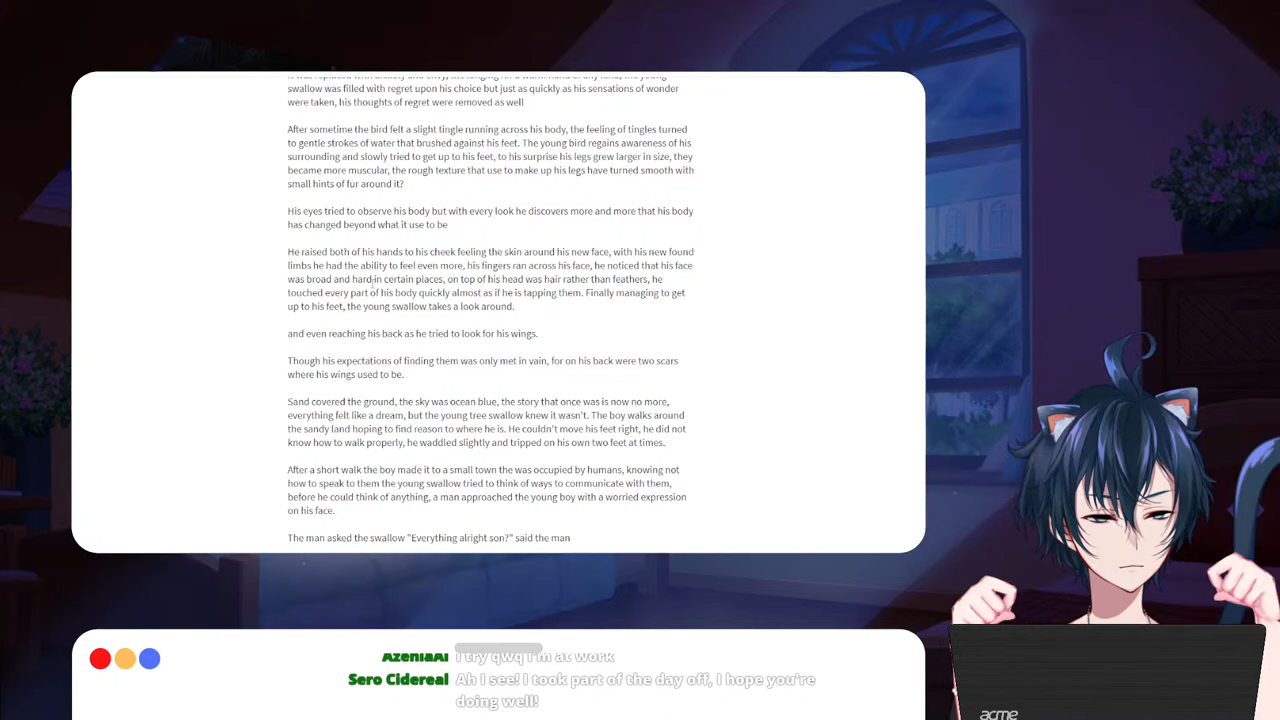 swallow was filled with regret upon his choice but just as quickly as his sensations of wonder
were taken, his thoughts of regret were removed as well
After sometime the bird felt a slight tingle running across his body, the feeling of tingles turned
to gentle strokes of water that brushed against his feet. The young bird regains awareness of his
surrounding and slowly tried to get up to his feet, to his surprise his legs grew larger in size, they
became more muscular, the rough texture that use to make up his legs have turned smooth with
small hints of fur around it?
His eyes tried to observe his body but with every look he discovers more and more that his body
has changed beyond what it use to be
He raised both of his hands to his cheek feeling the skin around his new face, with his new found
limbs he had the ability to feel even more, his fingers ran across his face, he noticed that his face
was broad and hard in certain places, on top of his head was hair rather than feathers, he
touched every part of his body quickly almost as if he is tapping them. Finally managing to get
up to his feet, the young swallow takes a look around.
and even reaching his back as he tried to look for his wings.
Though his expectations of finding them was only met in vain, for on his back were two scars
where his wings used to be.
Sand covered the ground, the sky was ocean blue, the story that once was is now no more,
everything felt like a dream, but the young tree swallow knew it wasn't. The boy walks around
the sandy land hoping to find reason to where he is. He couldn't move his feet right, he did not
know how to walk properly, he waddled slightly and tripped on his own two feet at times.
After a short walk the boy made it to a small town the was occupied by humans, knowing not
how to speak to them the young swallow tried to think of ways to communicate with them,
before he could think of anything, a man approached the young boy with a worried expression
on his face.
The man asked the swallow "Everything alright son?" said the man
AzeniaAi I try qwq I'm at work
Sero Cidereal Ah I see! I took part of the day off, I hope you're
doing well!
acme